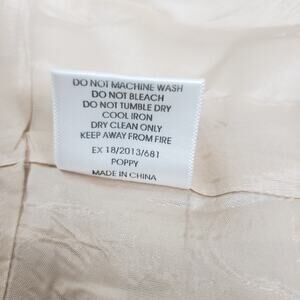 DO NOT MACHINE WASH
DO NOT BLEACH
DO NOT TUMBLE DRY
COOL IRON
DRY CLEAN ONLY
KEEP AWAY FROM FIRE
EX 18/2013/681
POPPY
MADE IN CHINA